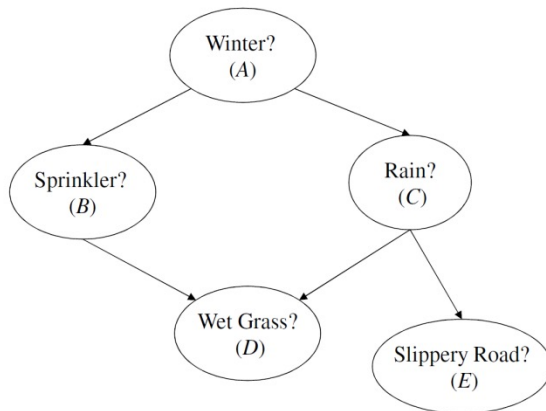 Winter?
(A)
Sprinkler?
(B)
Rain?
(C)
Wet Grass?
(D)
Slippery Road?
(E)